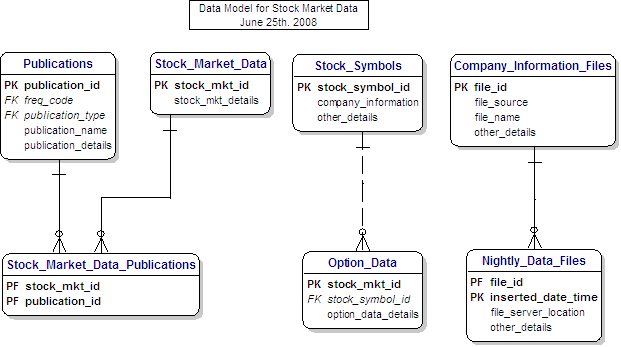 Data Model for Stock Market Data
June 25th. 2008
Publications
PK publication_id
FK freq_code
FK publication_type
publication_name
publication_details
Stock_Market_Data
PK stock_mkt_id
stock_mkt_details
Stock_Symbols
PK stock_symbol_id
company_information
other_details
Company_Information_Files
PK file_id
file_source
file_name
other_details
Stock_Market_Data_Publications
PF stock_mkt_id
PF publication_id
Option_Data
PK stock_mkt_id
FK stock_symbol_id
option_data_details
Nightly_Data_Files
PF file_id
PK inserted_date_time
file_server_location
other_details